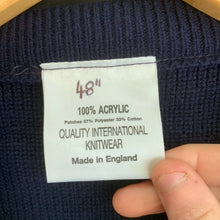 48"
100% ACRYLIC
Patches 67% Polyester 33% Cotton
QUALITY INTERNATIONAL
KNITWEAR
Made in England